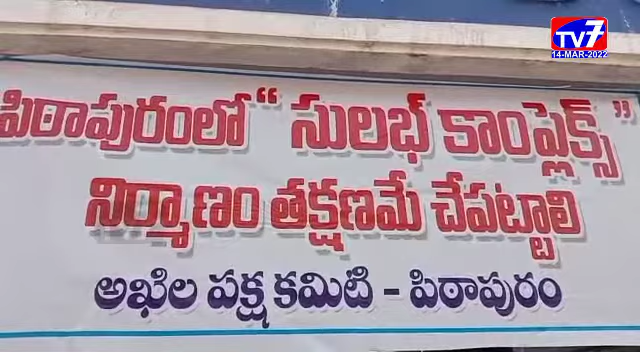 TV7
14-MAR-2022
పిఠాపురంలో “ సులభ్ కాంప్లెక్స్ ”
నిర్మాణం తక్షణమే చేపట్టాలి
అఖిల పక్ష కమిటి - పిఠాపురం